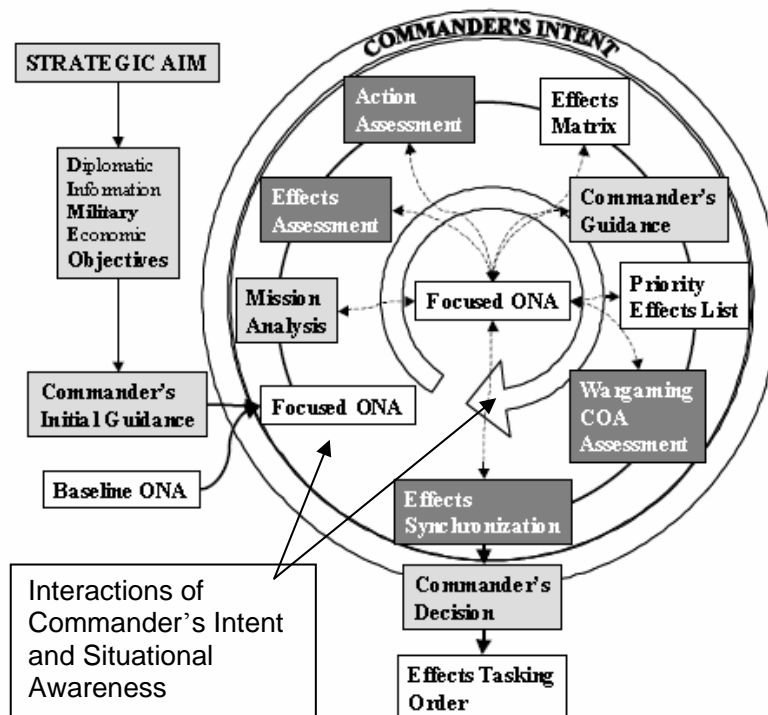 COMMANDER'S INTENT
STRATEGIC AIM
Diplomatic
Information
Military
Economic
Objectives
Commander's
Initial Guidance
Baseline ONA
Focused ONA
Mission
Analysis
Effects
Assessment
Action
Assessment
Effects
Matrix
Commander's
Guidance
Focused ONA
Priority
Effects List
Wargaming
COA
Assessment
Effects
Synchronization
Commander's
Decision
Effects Tasking
Order
Interactions of
Commander's Intent
and Situational
Awareness